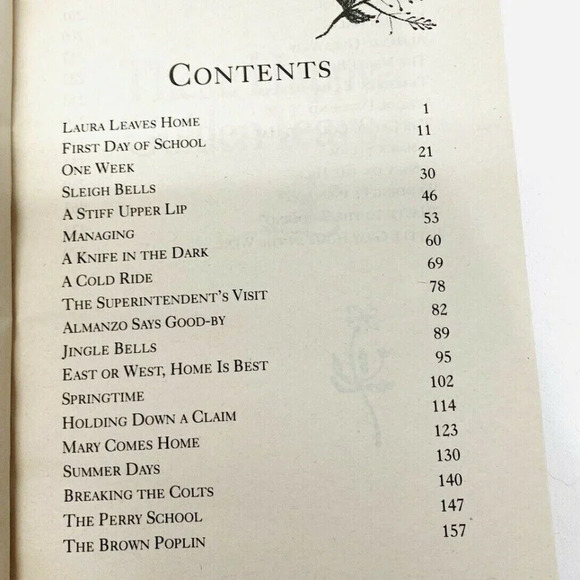 CONTENTS
LAURA LEAVES HOME 1
FIRST DAY OF SCHOOL 11
ONE WEEK 21
SLEIGH BELLS 30
A STIFF UPPER LIP 46
MANAGING 53
A KNIFE IN THE DARK 60
A COLD RIDE 69
THE SUPERINTENDENT'S VISIT 78
ALMANZO SAYS GOOD-BY 82
JINGLE BELLS 89
EAST OR WEST, HOME IS BEST 95
SPRINGTIME 102
HOLDING DOWN A CLAIM 114
MARY COMES HOME 123
SUMMER DAYS 130
BREAKING THE COLTS 140
THE PERRY SCHOOL 147
THE BROWN POPLIN 157